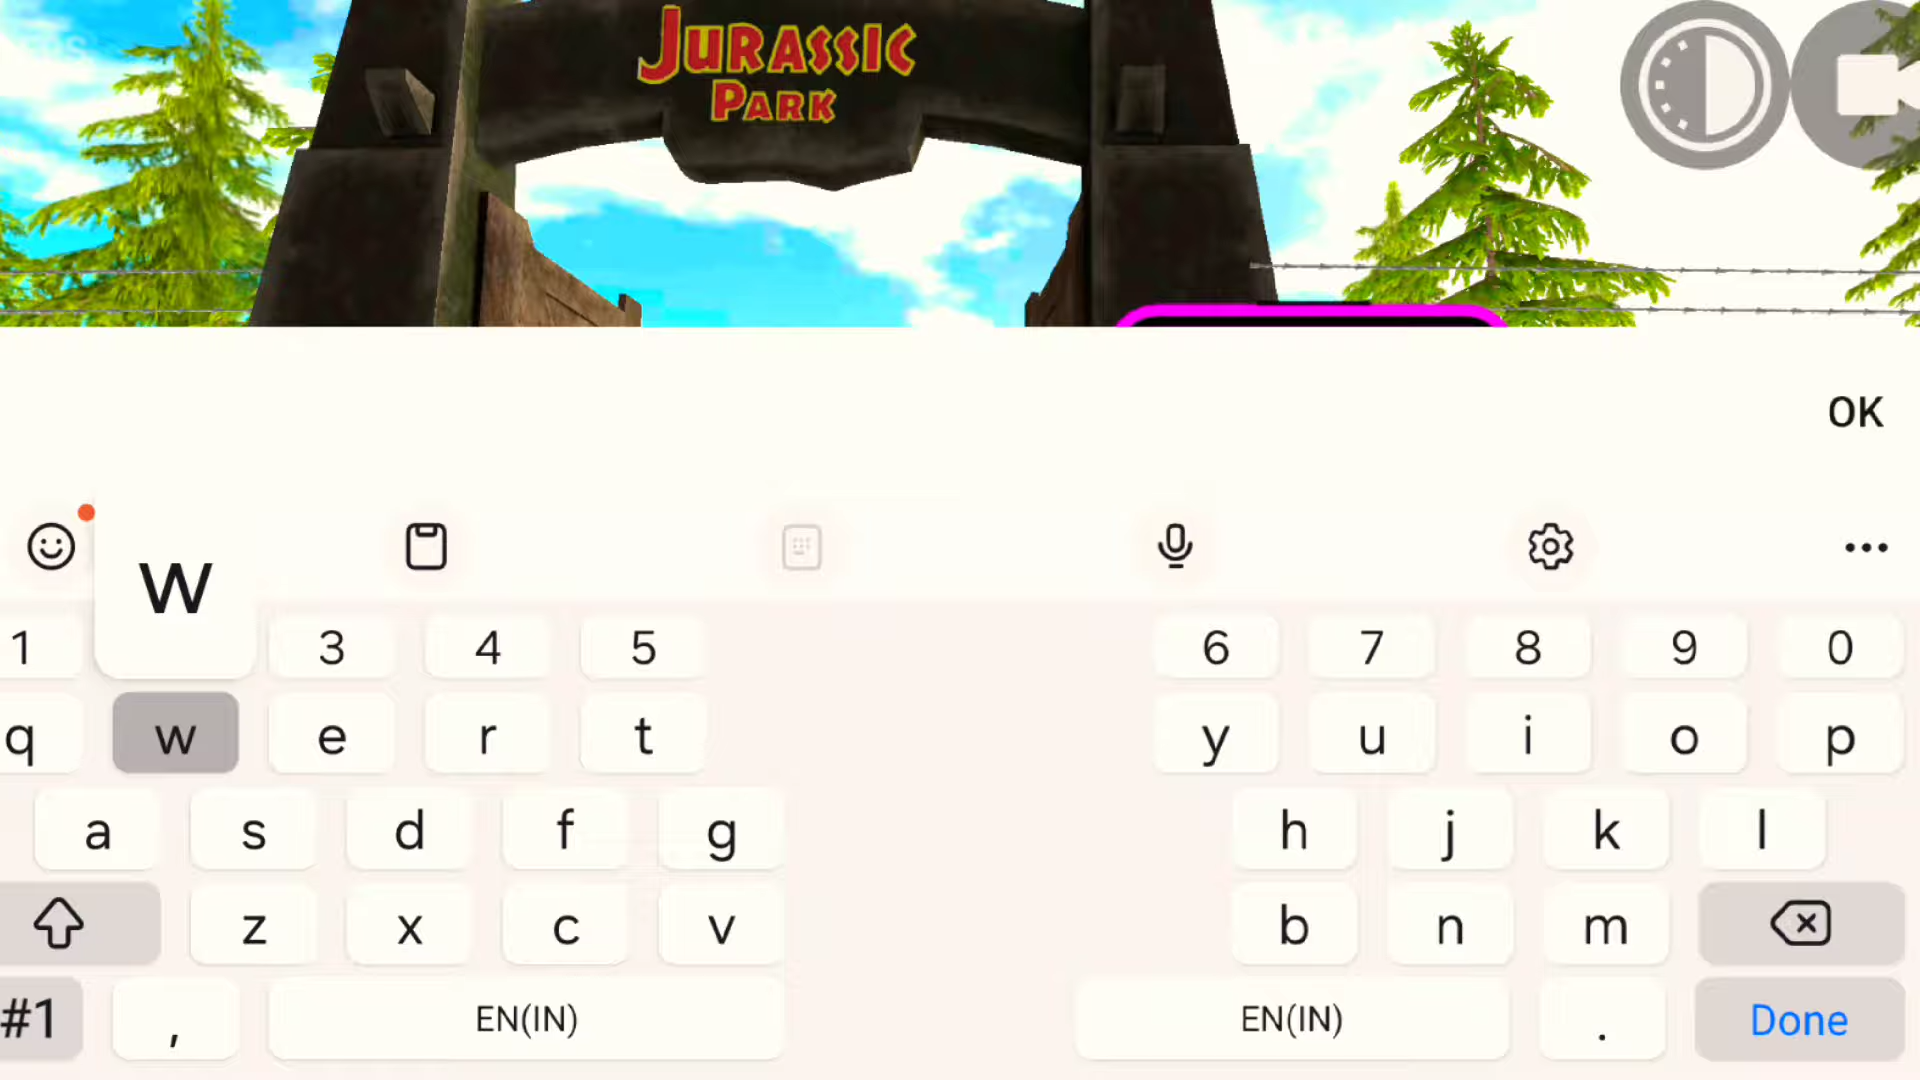 JURASSIC
PARK
OK
W
1 3 4 5 6 7 8 9 0
q w e r t y u i o p
a s d f g h j k l
z x c v b n m
#1 , EN(IN) EN(IN) . Done